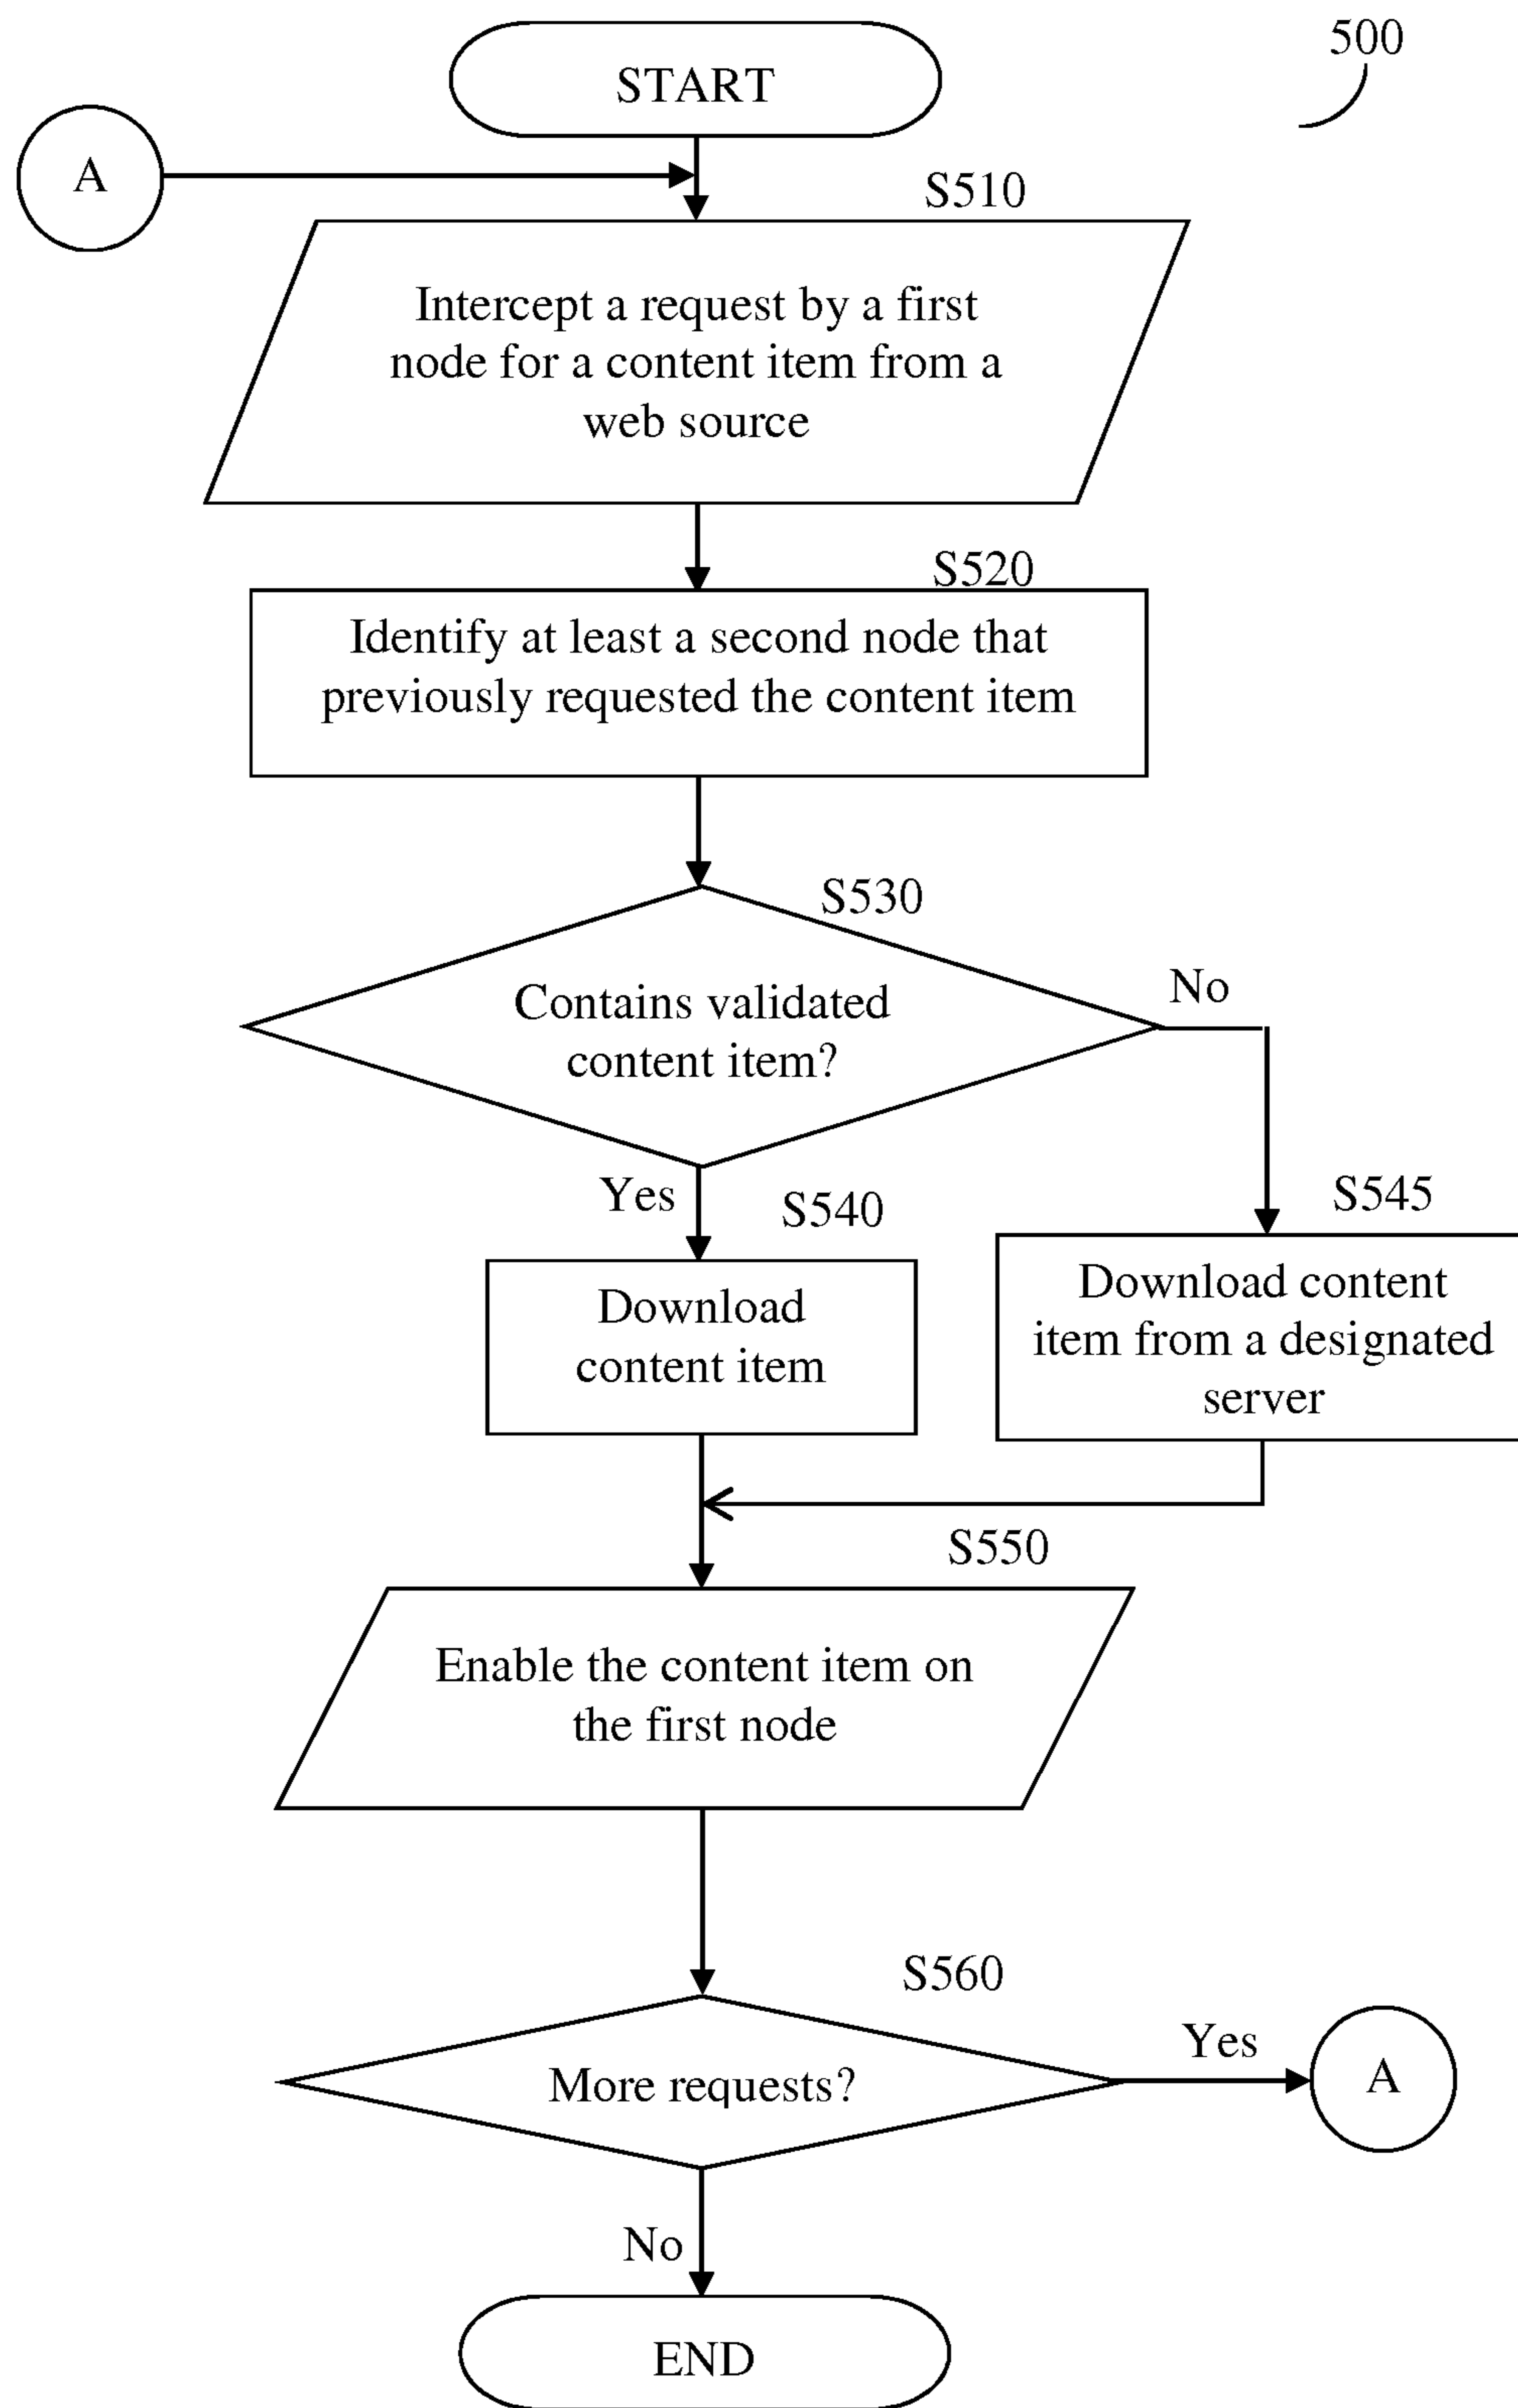 500
START
A
S510
Intercept a request by a first
node for a content item from a
web source
S520
Identify at least a second node that
previously requested the content item
S530
Contains validated
content item?
No
Yes
S540
S545
Download
content item
Download content
item from a designated
server
S550
Enable the content item on
the first node
S560
More requests?
Yes
A
No
END